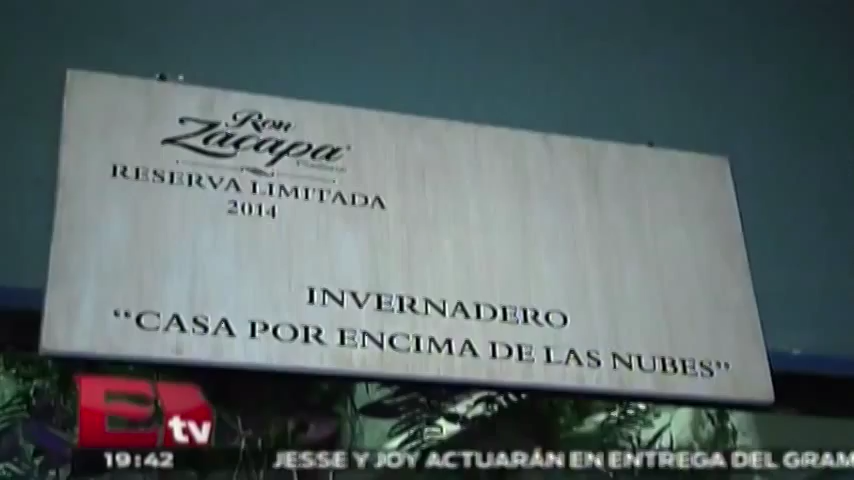 Ron
Zacapa
RESERVA LIMITADA
2014
INVERNADERO
“CASA POR ENCIMA DE LAS NUBES”
E tv
19:42 JESSE Y JOY ACTUARÁN EN ENTREGA DEL GRAM